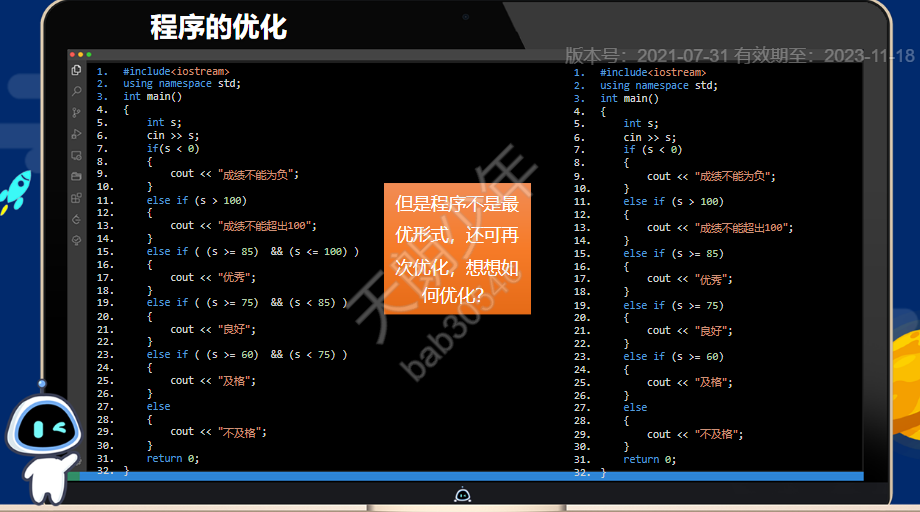 程序的优化
版本号：2021-07-31 有效期至：2023-11-18
1. #include<iostream>
2. using namespace std;
3. int main()
4. {
5. int s;
6. cin >> s;
7. if(s < 0)
8. {
9. cout << "成绩不能为负";
10. }
11. else if (s > 100)
12. {
13. cout << "成绩不能超出100";
14. }
15. else if ( (s >= 85) && (s <= 100) )
16. {
17. cout << "优秀";
18. }
19. else if ( (s >= 75) && (s < 85) )
20. {
21. cout << "良好";
22. }
23. else if ( (s >= 60) && (s < 75) )
24. {
25. cout << "及格";
26. }
27. else
28. {
29. cout << "不及格";
30. }
31. return 0;
32. }
但是程序不是最
优形式，还可再
次优化，想想如
何优化？
天朗少年
1. #include<iostream>
2. using namespace std;
3. int main()
4. {
5. int s;
6. cin >> s;
7. if (s < 0)
8. {
9. cout << "成绩不能为负";
10. }
11. else if (s > 100)
12. {
13. cout << "成绩不能超出100";
14. }
15. else if (s >= 85)
16. {
17. cout << "优秀";
18. }
19. else if (s >= 75)
20. {
21. cout << "良好";
22. }
23. else if (s >= 60)
24. {
25. cout << "及格";
26. }
27. else
28. {
29. cout << "不及格";
30. }
31. return 0;
32. }